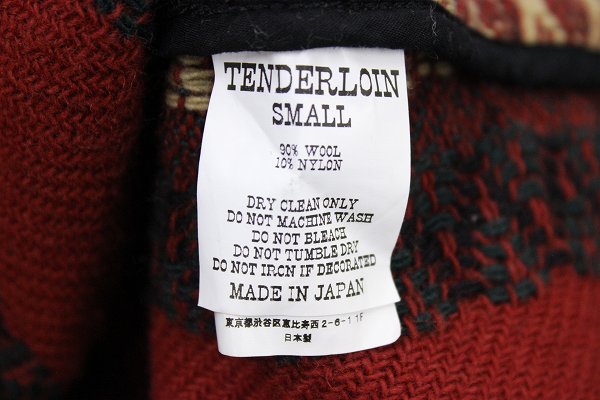 TENDERLOIN
SMALL
90% WOOL
10% NYLON
DRY CLEAN ONLY
DO NOT MACHINE WASH
DO NOT BLEACH
DO NOT TUMBLE DRY
DO NOT IRON IF DECORATED
MADE IN JAPAN
東京都渋谷区恵比寿西2-6-1 1F
日本製